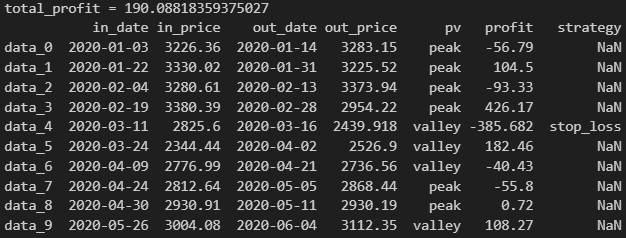 total_profit = 190.08818359375027
in_date in_price out_date out_price pv profit strategy
data_0 2020-01-03 3226.36 2020-01-14 3283.15 peak -56.79 NaN
data_1 2020-01-22 3330.02 2020-01-31 3225.52 peak 104.5 NaN
data_2 2020-02-04 3280.61 2020-02-13 3373.94 peak -93.33 NaN
data_3 2020-02-19 3380.39 2020-02-28 2954.22 peak 426.17 NaN
data_4 2020-03-11 2825.6 2020-03-16 2439.918 valley -385.682 stop_loss
data_5 2020-03-24 2344.44 2020-04-02 2526.9 valley 182.46 NaN
data_6 2020-04-09 2776.99 2020-04-21 2736.56 valley -40.43 NaN
data_7 2020-04-24 2812.64 2020-05-05 2868.44 peak -55.8 NaN
data_8 2020-04-30 2930.91 2020-05-11 2930.19 peak 0.72 NaN
data_9 2020-05-26 3004.08 2020-06-04 3112.35 valley 108.27 NaN